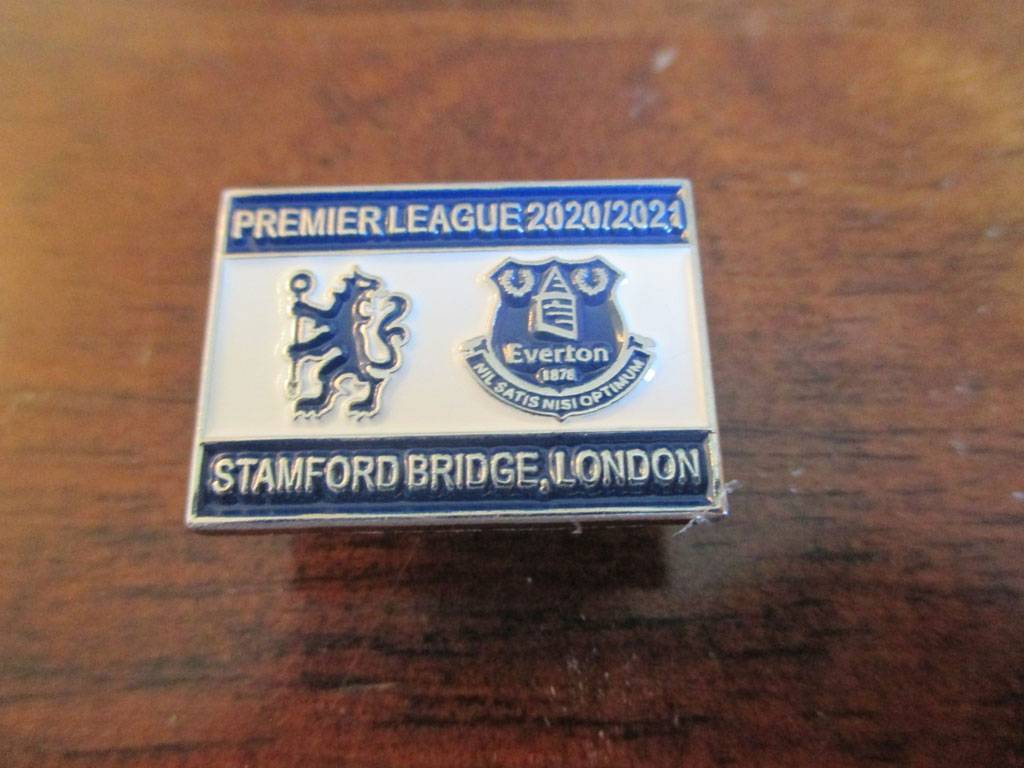 PREMIER LEAGUE 2020/2021
Everton
1878
NIL SATIS NISI OPTIMUM
STAMFORD BRIDGE, LONDON